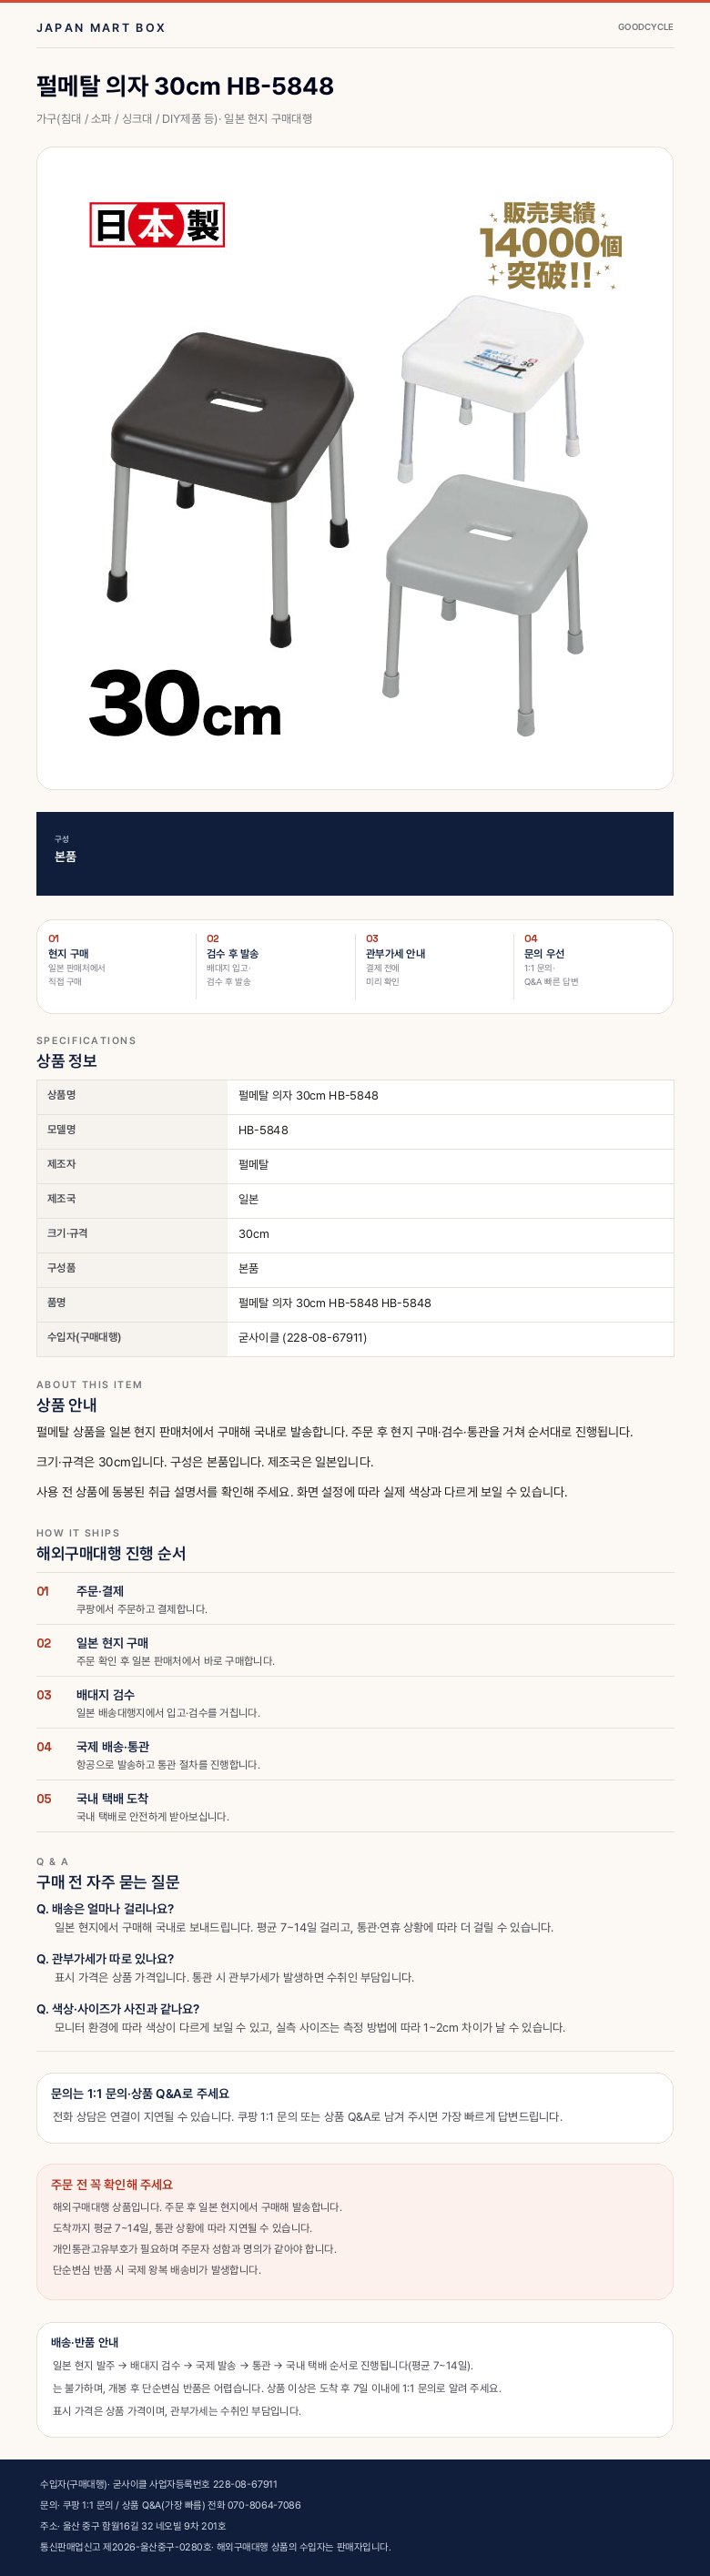 JAPAN MART BOX
GOODCYCLE
펄메탈 의자 30cm HB-5848
가구(침대 / 소파 / 싱크대 / DIY제품 등)· 일본 현지 구매대행
日本製
販売実績
14000個
突破!!
30cm
구성
본품
01
현지 구매
일본 판매처에서
직접 구매
02
검수 후 발송
배대지 입고·
검수 후 발송
03
관부가세 안내
결제 전에
미리 확인
04
문의 우선
1:1 문의·
Q&A 빠른 답변
SPECIFICATIONS
상품 정보
상품명 펄메탈 의자 30cm HB-5848
모델명 HB-5848
제조자 펄메탈
제조국 일본
크기·규격 30cm
구성품 본품
품명 펄메탈 의자 30cm HB-5848 HB-5848
수입자(구매대행) 굳사이클 (228-08-67911)
ABOUT THIS ITEM
상품 안내
펄메탈 상품을 일본 현지 판매처에서 구매해 국내로 발송합니다. 주문 후 현지 구매·검수·통관을 거쳐 순서대로 진행됩니다.
크기·규격은 30cm입니다. 구성은 본품입니다. 제조국은 일본입니다.
사용 전 상품에 동봉된 취급 설명서를 확인해 주세요. 화면 설정에 따라 실제 색상과 다르게 보일 수 있습니다.
HOW IT SHIPS
해외구매대행 진행 순서
01 주문·결제
쿠팡에서 주문하고 결제합니다.
02 일본 현지 구매
주문 확인 후 일본 판매처에서 바로 구매합니다.
03 배대지 검수
일본 배송대행지에서 입고·검수를 거칩니다.
04 국제 배송·통관
항공으로 발송하고 통관 절차를 진행합니다.
05 국내 택배 도착
국내 택배로 안전하게 받아보십니다.
Q & A
구매 전 자주 묻는 질문
Q. 배송은 얼마나 걸리나요?
일본 현지에서 구매해 국내로 보내드립니다. 평균 7~14일 걸리고, 통관·연휴 상황에 따라 더 걸릴 수 있습니다.
Q. 관부가세가 따로 있나요?
표시 가격은 상품 가격입니다. 통관 시 관부가세가 발생하면 수취인 부담입니다.
Q. 색상·사이즈가 사진과 같나요?
모니터 환경에 따라 색상이 다르게 보일 수 있고, 실측 사이즈는 측정 방법에 따라 1~2cm 차이가 날 수 있습니다.
문의는 1:1 문의·상품 Q&A로 주세요
전화 상담은 연결이 지연될 수 있습니다. 쿠팡 1:1 문의 또는 상품 Q&A로 남겨 주시면 가장 빠르게 답변드립니다.
주문 전 꼭 확인해 주세요
해외구매대행 상품입니다. 주문 후 일본 현지에서 구매해 발송합니다.
도착까지 평균 7~14일, 통관 상황에 따라 지연될 수 있습니다.
개인통관고유부호가 필요하며 주문자 성함과 명의가 같아야 합니다.
단순변심 반품 시 국제 왕복 배송비가 발생합니다.
배송·반품 안내
일본 현지 발주 → 배대지 검수 → 국제 발송 → 통관 → 국내 택배 순서로 진행됩니다(평균 7~14일).
는 불가하며, 개봉 후 단순변심 반품은 어렵습니다. 상품 이상은 도착 후 7일 이내에 1:1 문의로 알려 주세요.
표시 가격은 상품 가격이며, 관부가세는 수취인 부담입니다.
수입자(구매대행)· 굳사이클 사업자등록번호 228-08-67911
문의· 쿠팡 1:1 문의 / 상품 Q&A(가장 빠름) 전화 070-8064-7086
주소· 울산 중구 함월16길 32 네오빌 9차 201호
통신판매업신고 제2026-울산중구-0280호· 해외구매대행 상품의 수입자는 판매자입니다.